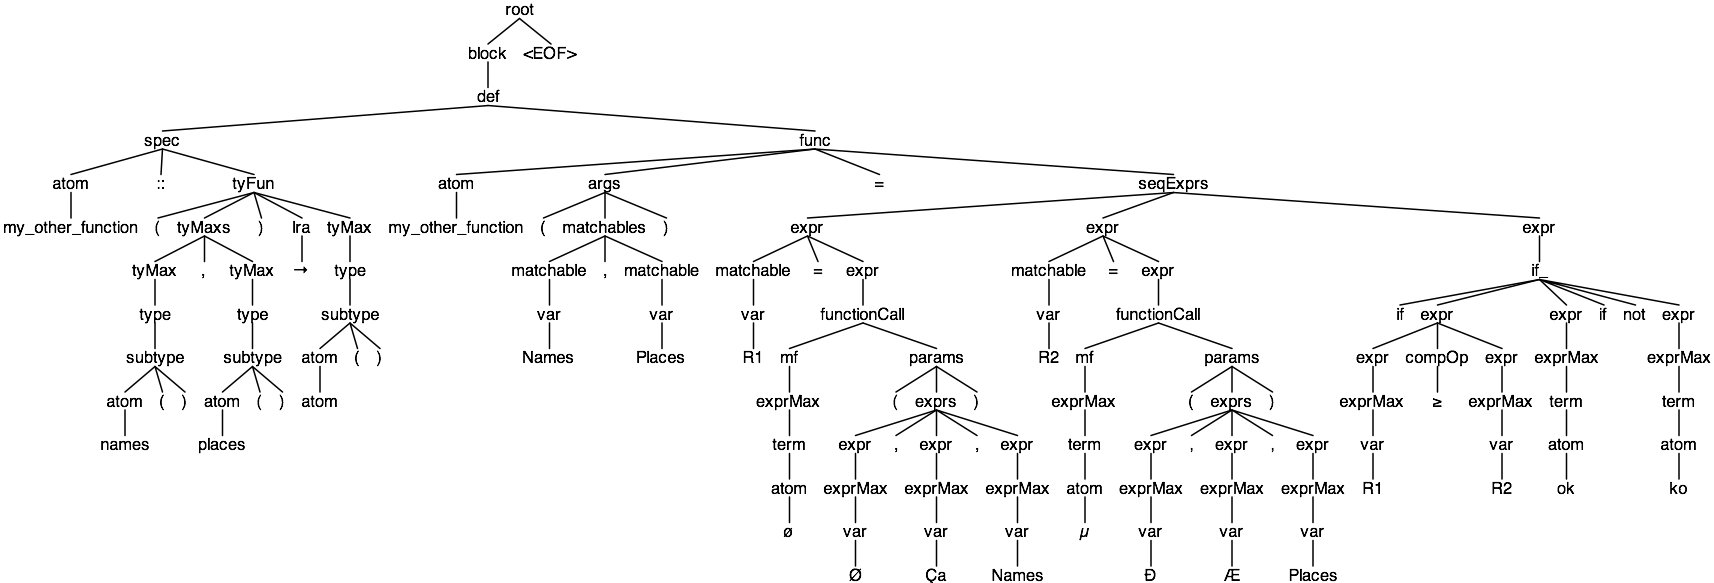 root
block <EOF>
def
spec func
atom :: tyFun atom args = seqExprs
my_other_function ( tyMaxs ) lra tyMax my_other_function ( matchables ) expr expr expr
tyMax , tyMax → type matchable , matchable matchable = expr matchable = expr if_
type type subtype var var var functionCall var functionCall if expr expr if not expr
subtype subtype atom ( ) Names Places R1 mf params R2 mf params expr compOp expr exprMax exprMax
atom ( ) atom ( ) atom exprMax ( exprs ) exprMax ( exprs ) exprMax ≥ exprMax term term
names places term expr , expr , expr term expr , expr , expr var var atom atom
atom exprMax exprMax exprMax atom exprMax exprMax exprMax R1 R2 ok ko
ø var var var µ var var var
Ø Ça Names Ð Æ Places